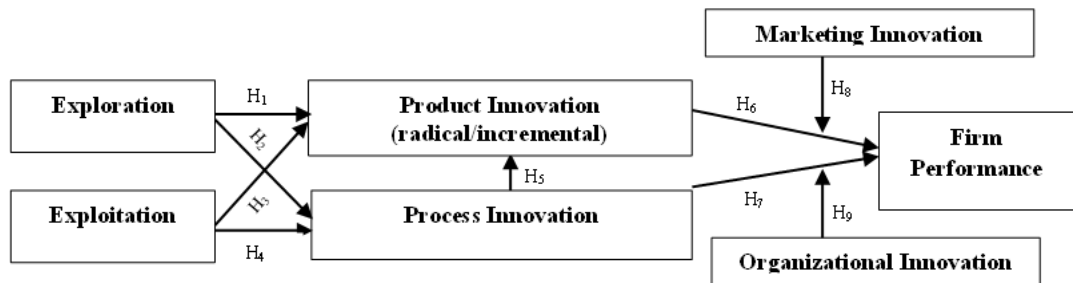 Marketing Innovation
Exploration
H1
Product Innovation
(radical/incremental)
H6
H8
Firm
Performance
H2
H3
H5
Exploitation
H4
Process Innovation
H7
H9
Organizational Innovation